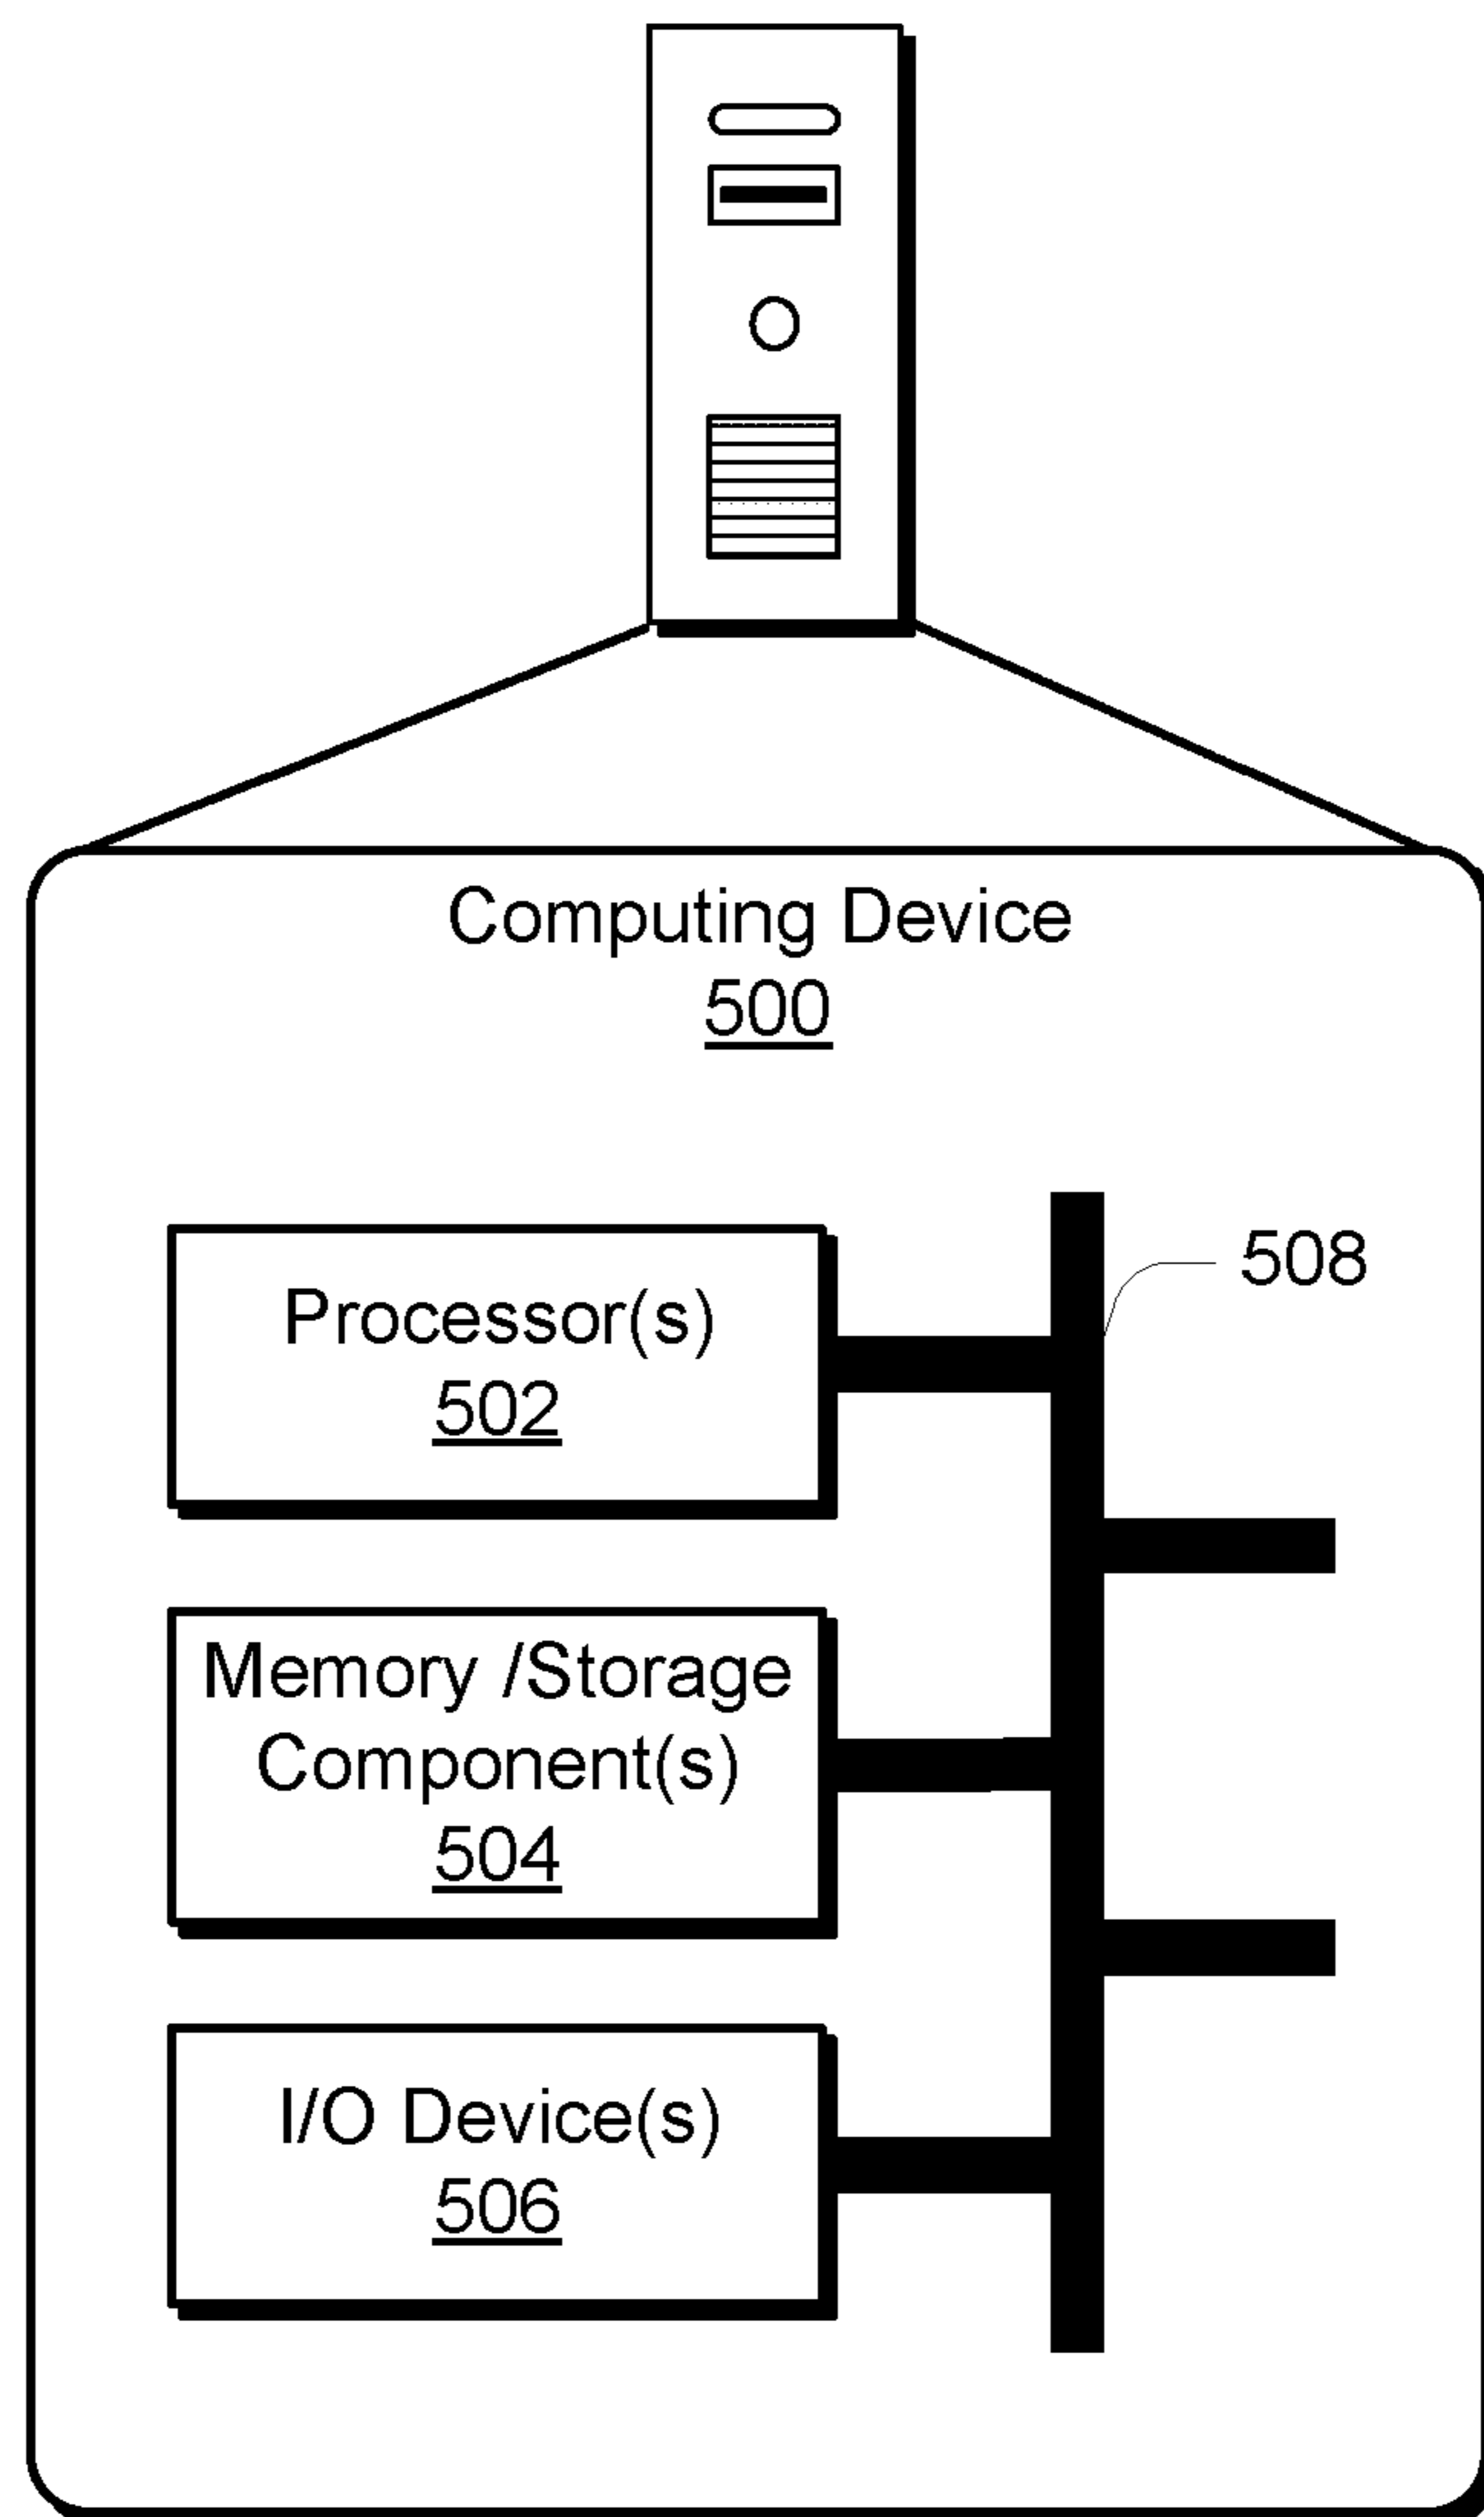 Computing Device
500
508
Processor(s)
502
Memory /Storage
Component(s)
504
I/O Device(s)
506